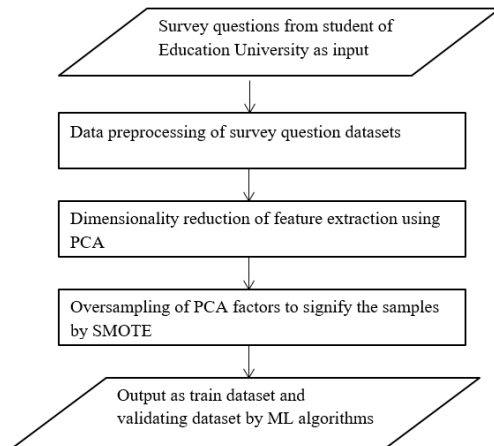 Survey questions from student of
Education University as input
Data preprocessing of survey question datasets
Dimensionality reduction of feature extraction using
PCA
Oversampling of PCA factors to signify the samples
by SMOTE
Output as train dataset and
validating dataset by ML algorithms